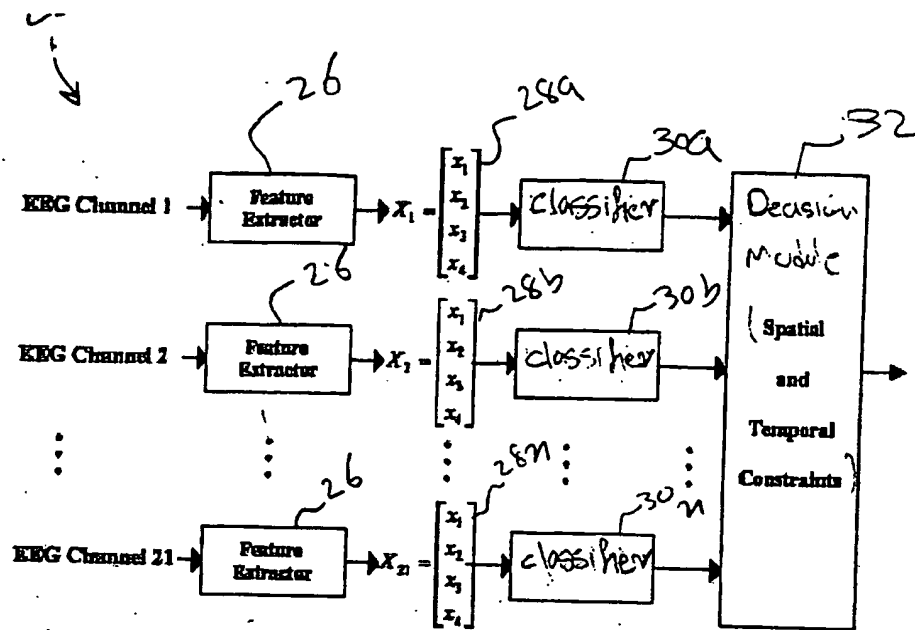 26
28a
30a
32
EEG Channel 1
Feature
Extractor
X₁ =
x₁
x₂
x₃
x₄
classifier
Decision
Module
26
28b
30b
EEG Channel 2
Feature
Extractor
X₂ =
x₁
x₂
x₃
x₄
classifier
(Spatial
and
Temporal
Constraints)
26
28n
30n
EEG Channel 21
Feature
Extractor
X₂₁ =
x₁
x₂
x₃
x₄
classifier